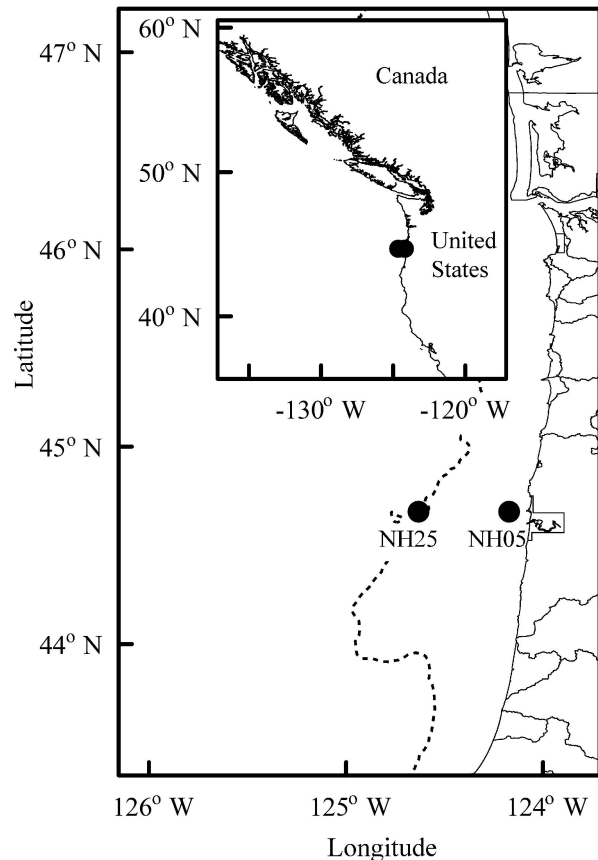 47° N
46° N
45° N
44° N
Latitude
60° N
50° N
40° N
Canada
United
States
-130° W
-120° W
NH25
NH05
126° W
125° W
124° W
Longitude